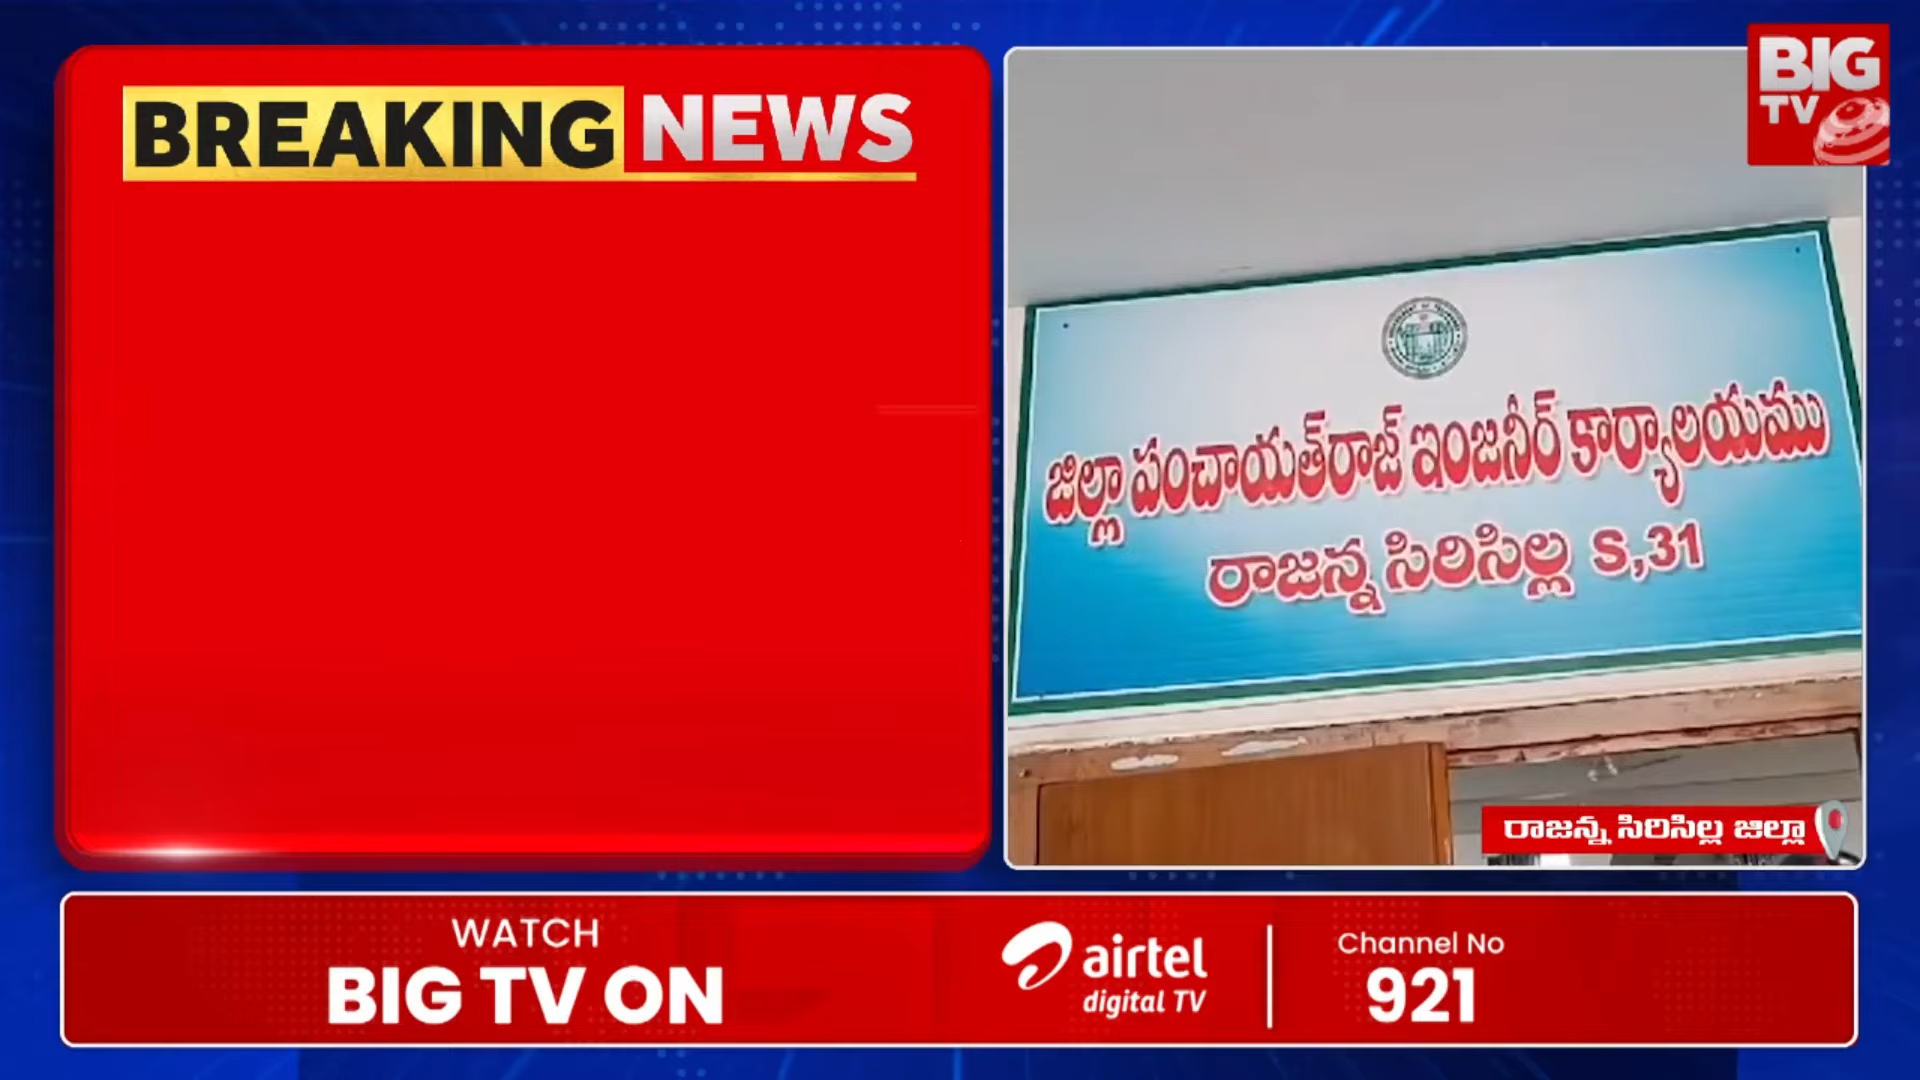 BREAKING NEWS
BIG
TV
జిల్లా పంచాయత్‌రాజ్ ఇంజనీర్ కార్యాలయము
రాజన్న సిరిసిల్ల S,31
రాజన్న సిరిసిల్ల జిల్లా
WATCH
BIG TV ON
airtel
digital TV
Channel No
921